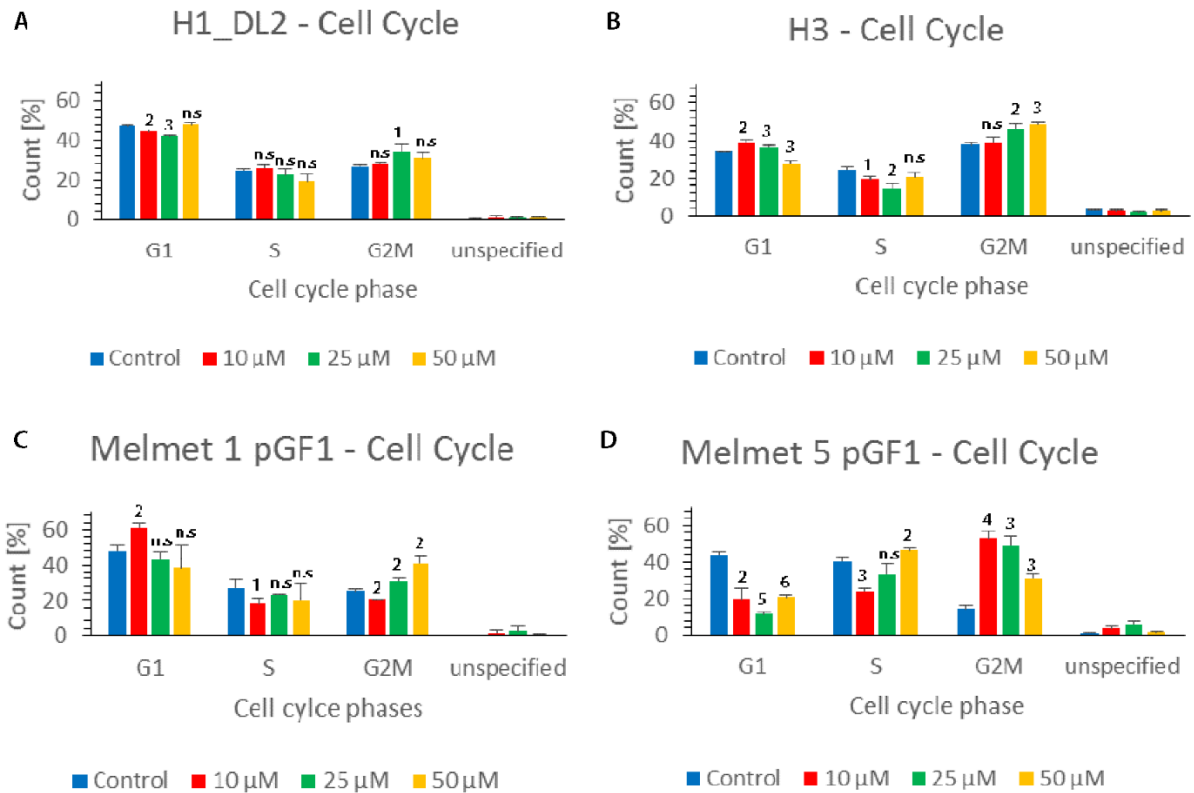 A
H1_DL2 - Cell Cycle
Count [%]
60
40
20
0
2
3
n.s
n.s
n.s
n.s
n.s
1
n.s
G1
S
G2M
unspecified
Cell cycle phase
Control
10 µM
25 µM
50 µM
B
H3 - Cell Cycle
Count [%]
60
40
20
0
2
3
3
1
2
n.s
n.s
2
3
G1
S
G2M
unspecified
Cell cycle phase
Control
10 µM
25 µM
50 µM
C
Melmet 1 pGF1 - Cell Cycle
Count [%]
60
40
20
0
2
n.s
n.s
1
n.s
n.s
2
2
2
G1
S
G2M
unspecified
Cell cylce phases
Control
10 µM
25 µM
50 µM
D
Melmet 5 pGF1 - Cell Cycle
Count [%]
60
40
20
0
2
5
6
3
n.s
2
4
3
3
G1
S
G2M
unspecified
Cell cycle phase
Control
10 µM
25 µM
50 µM